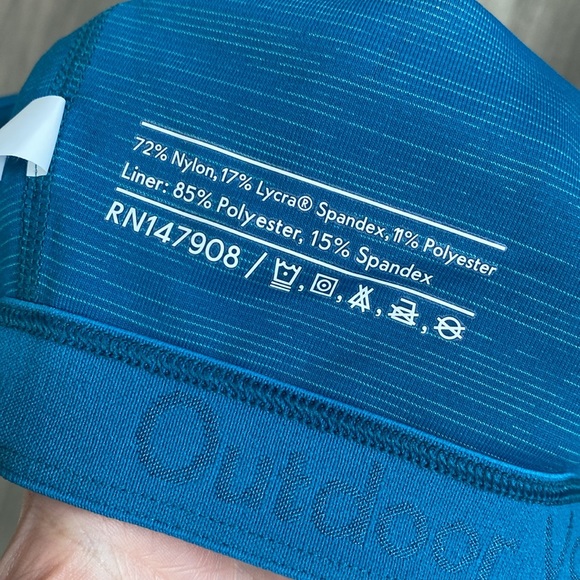 72% Nylon, 17% Lycra® Spandex, 11% Polyester
Liner: 85% Polyester, 15% Spandex
RN147908 /
Outdoor